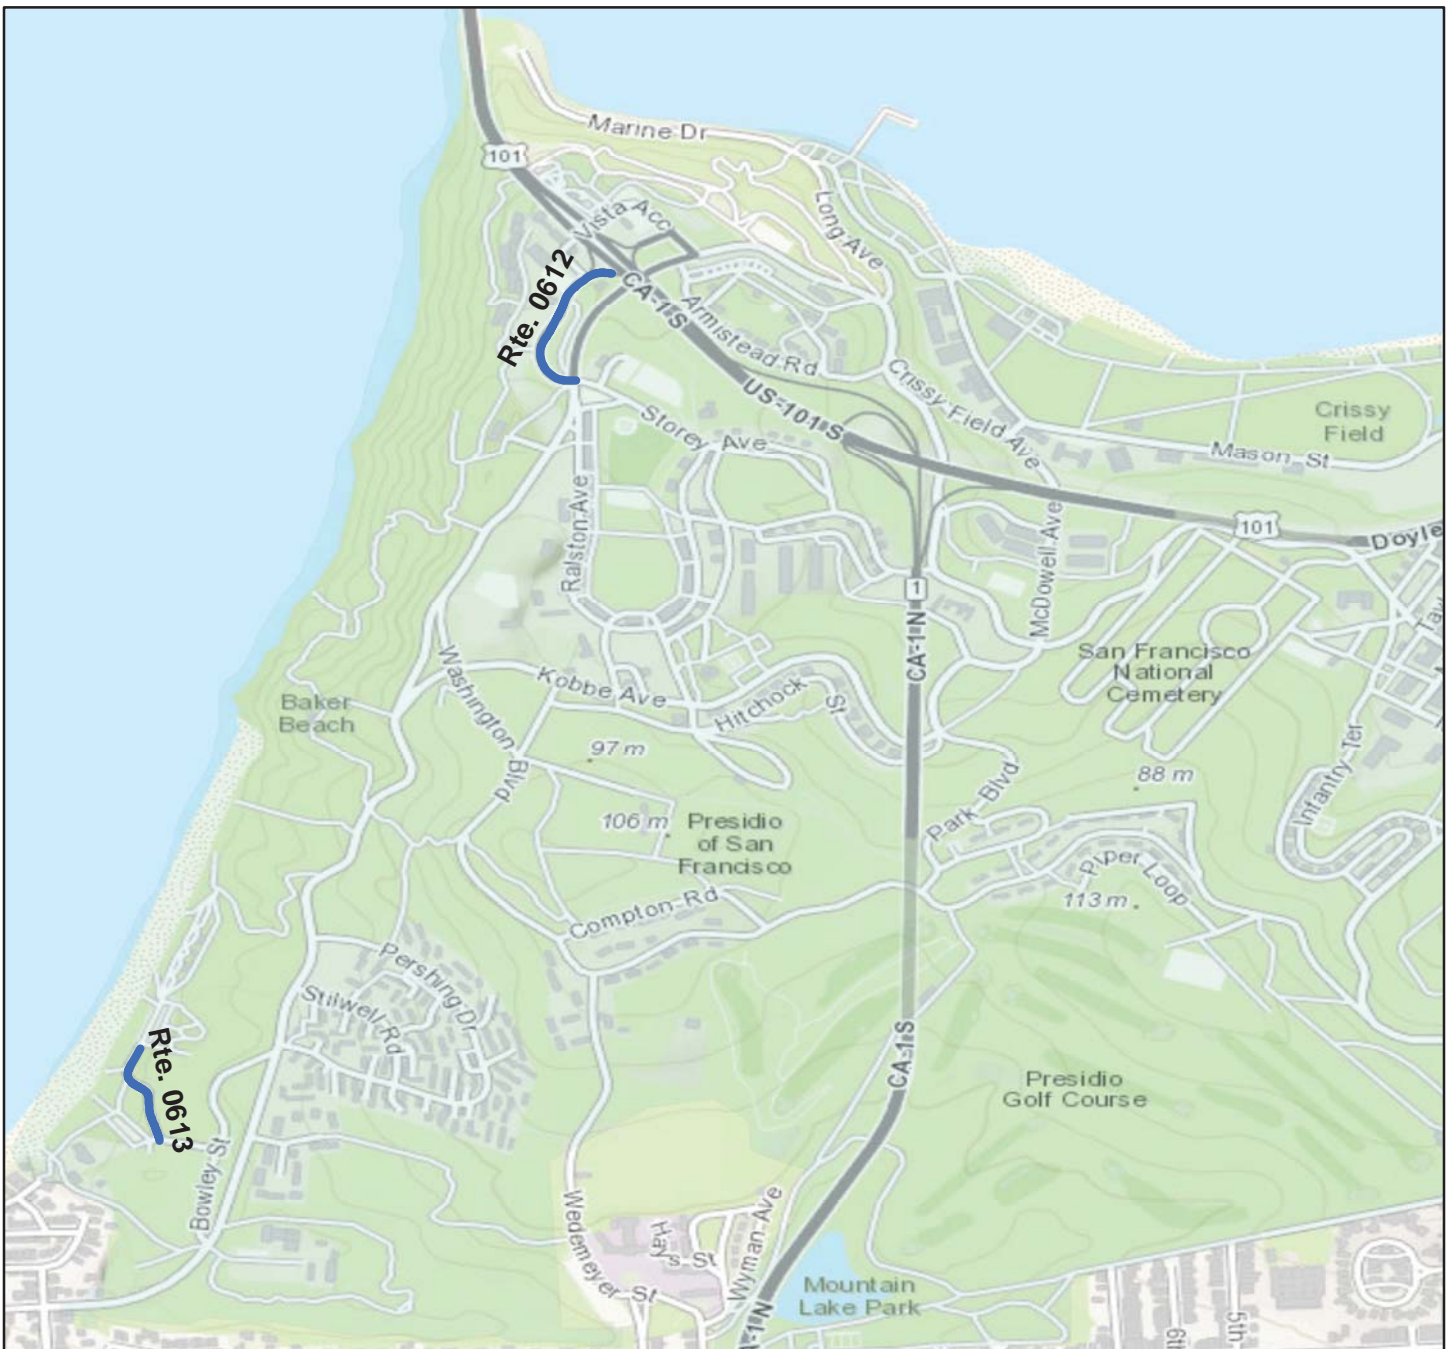 Marine Dr
101
Vista Acc
Long Ave
Rte. 0612
CA-1 S
Armistead Rd
US-101 S
Crissy Field Ave
Crissy
Field
Storey Ave
Mason St
Ralston Ave
101
Doyle
McDowell Ave
1
CA-1 N
San Francisco
National
Cemetery
Washington Blvd
Kobbe Ave
Hitchcock St
Baker
Beach
97 m
88 m
Park Blvd
Infantry Ter
106 m
Presidio
of San
Francisco
Piper Loop
113 m
Compton Rd
Pershing Dr
Stilwell Rd
Rte. 0613
CA-1 S
Presidio
Golf Course
Bowley St
Wedemeyer St
Hays St
Wyman Ave
Mountain
Lake Park
-1 N
5th
6t